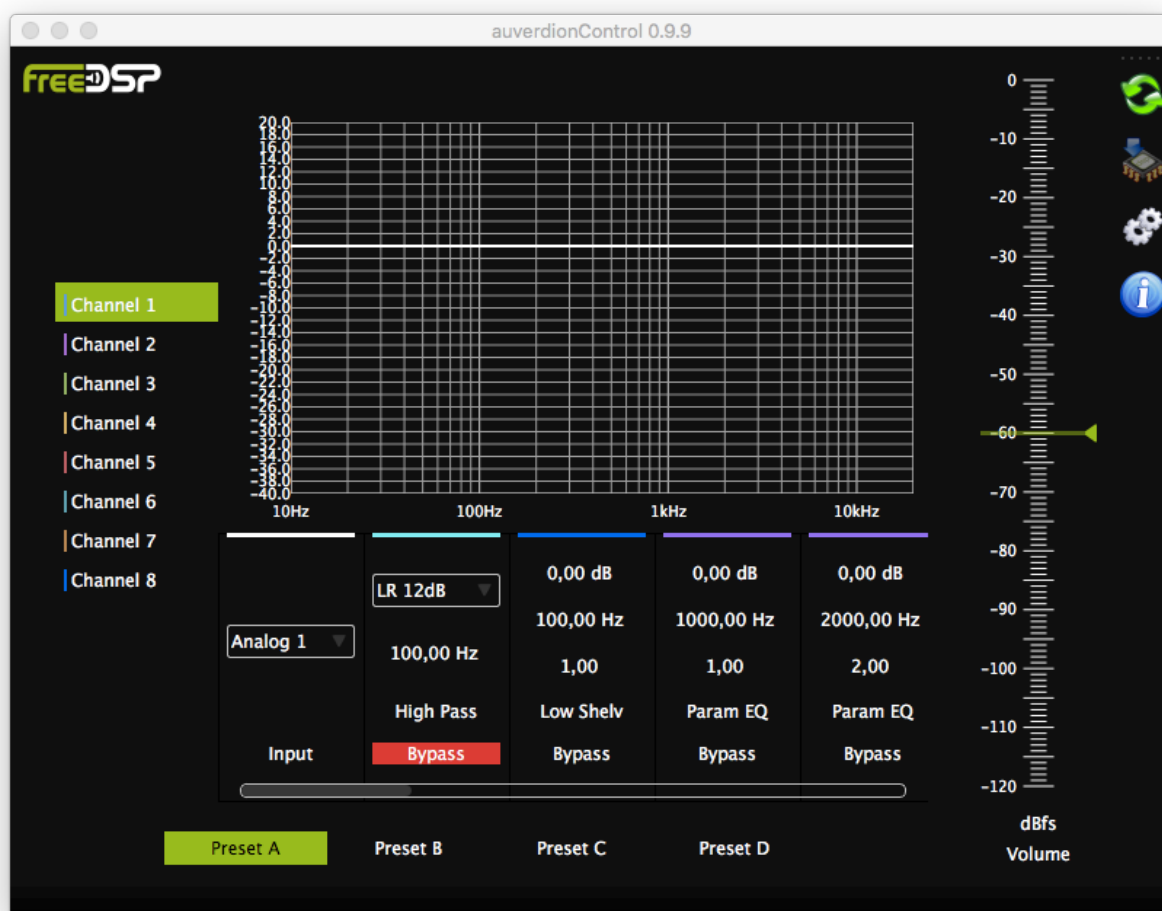 auverdionControl 0.9.9
freeDSP
20.0
18.0
16.0
14.0
12.0
10.0
8.0
6.0
4.0
2.0
0.0
-2.0
-4.0
-6.0
-8.0
-10.0
-12.0
-14.0
-16.0
-18.0
-20.0
-22.0
-24.0
-26.0
-28.0
-30.0
-32.0
-34.0
-36.0
-38.0
-40.0
10Hz 100Hz 1kHz 10kHz
Channel 1
Channel 2
Channel 3
Channel 4
Channel 5
Channel 6
Channel 7
Channel 8
Analog 1
Input
LR 12dB
100,00 Hz
High Pass
Bypass
0,00 dB
100,00 Hz
1,00
Low Shelv
Bypass
0,00 dB
1000,00 Hz
1,00
Param EQ
Bypass
0,00 dB
2000,00 Hz
2,00
Param EQ
Bypass
Preset A Preset B Preset C Preset D
0
-10
-20
-30
-40
-50
-60
-70
-80
-90
-100
-110
-120
dBfs
Volume
i